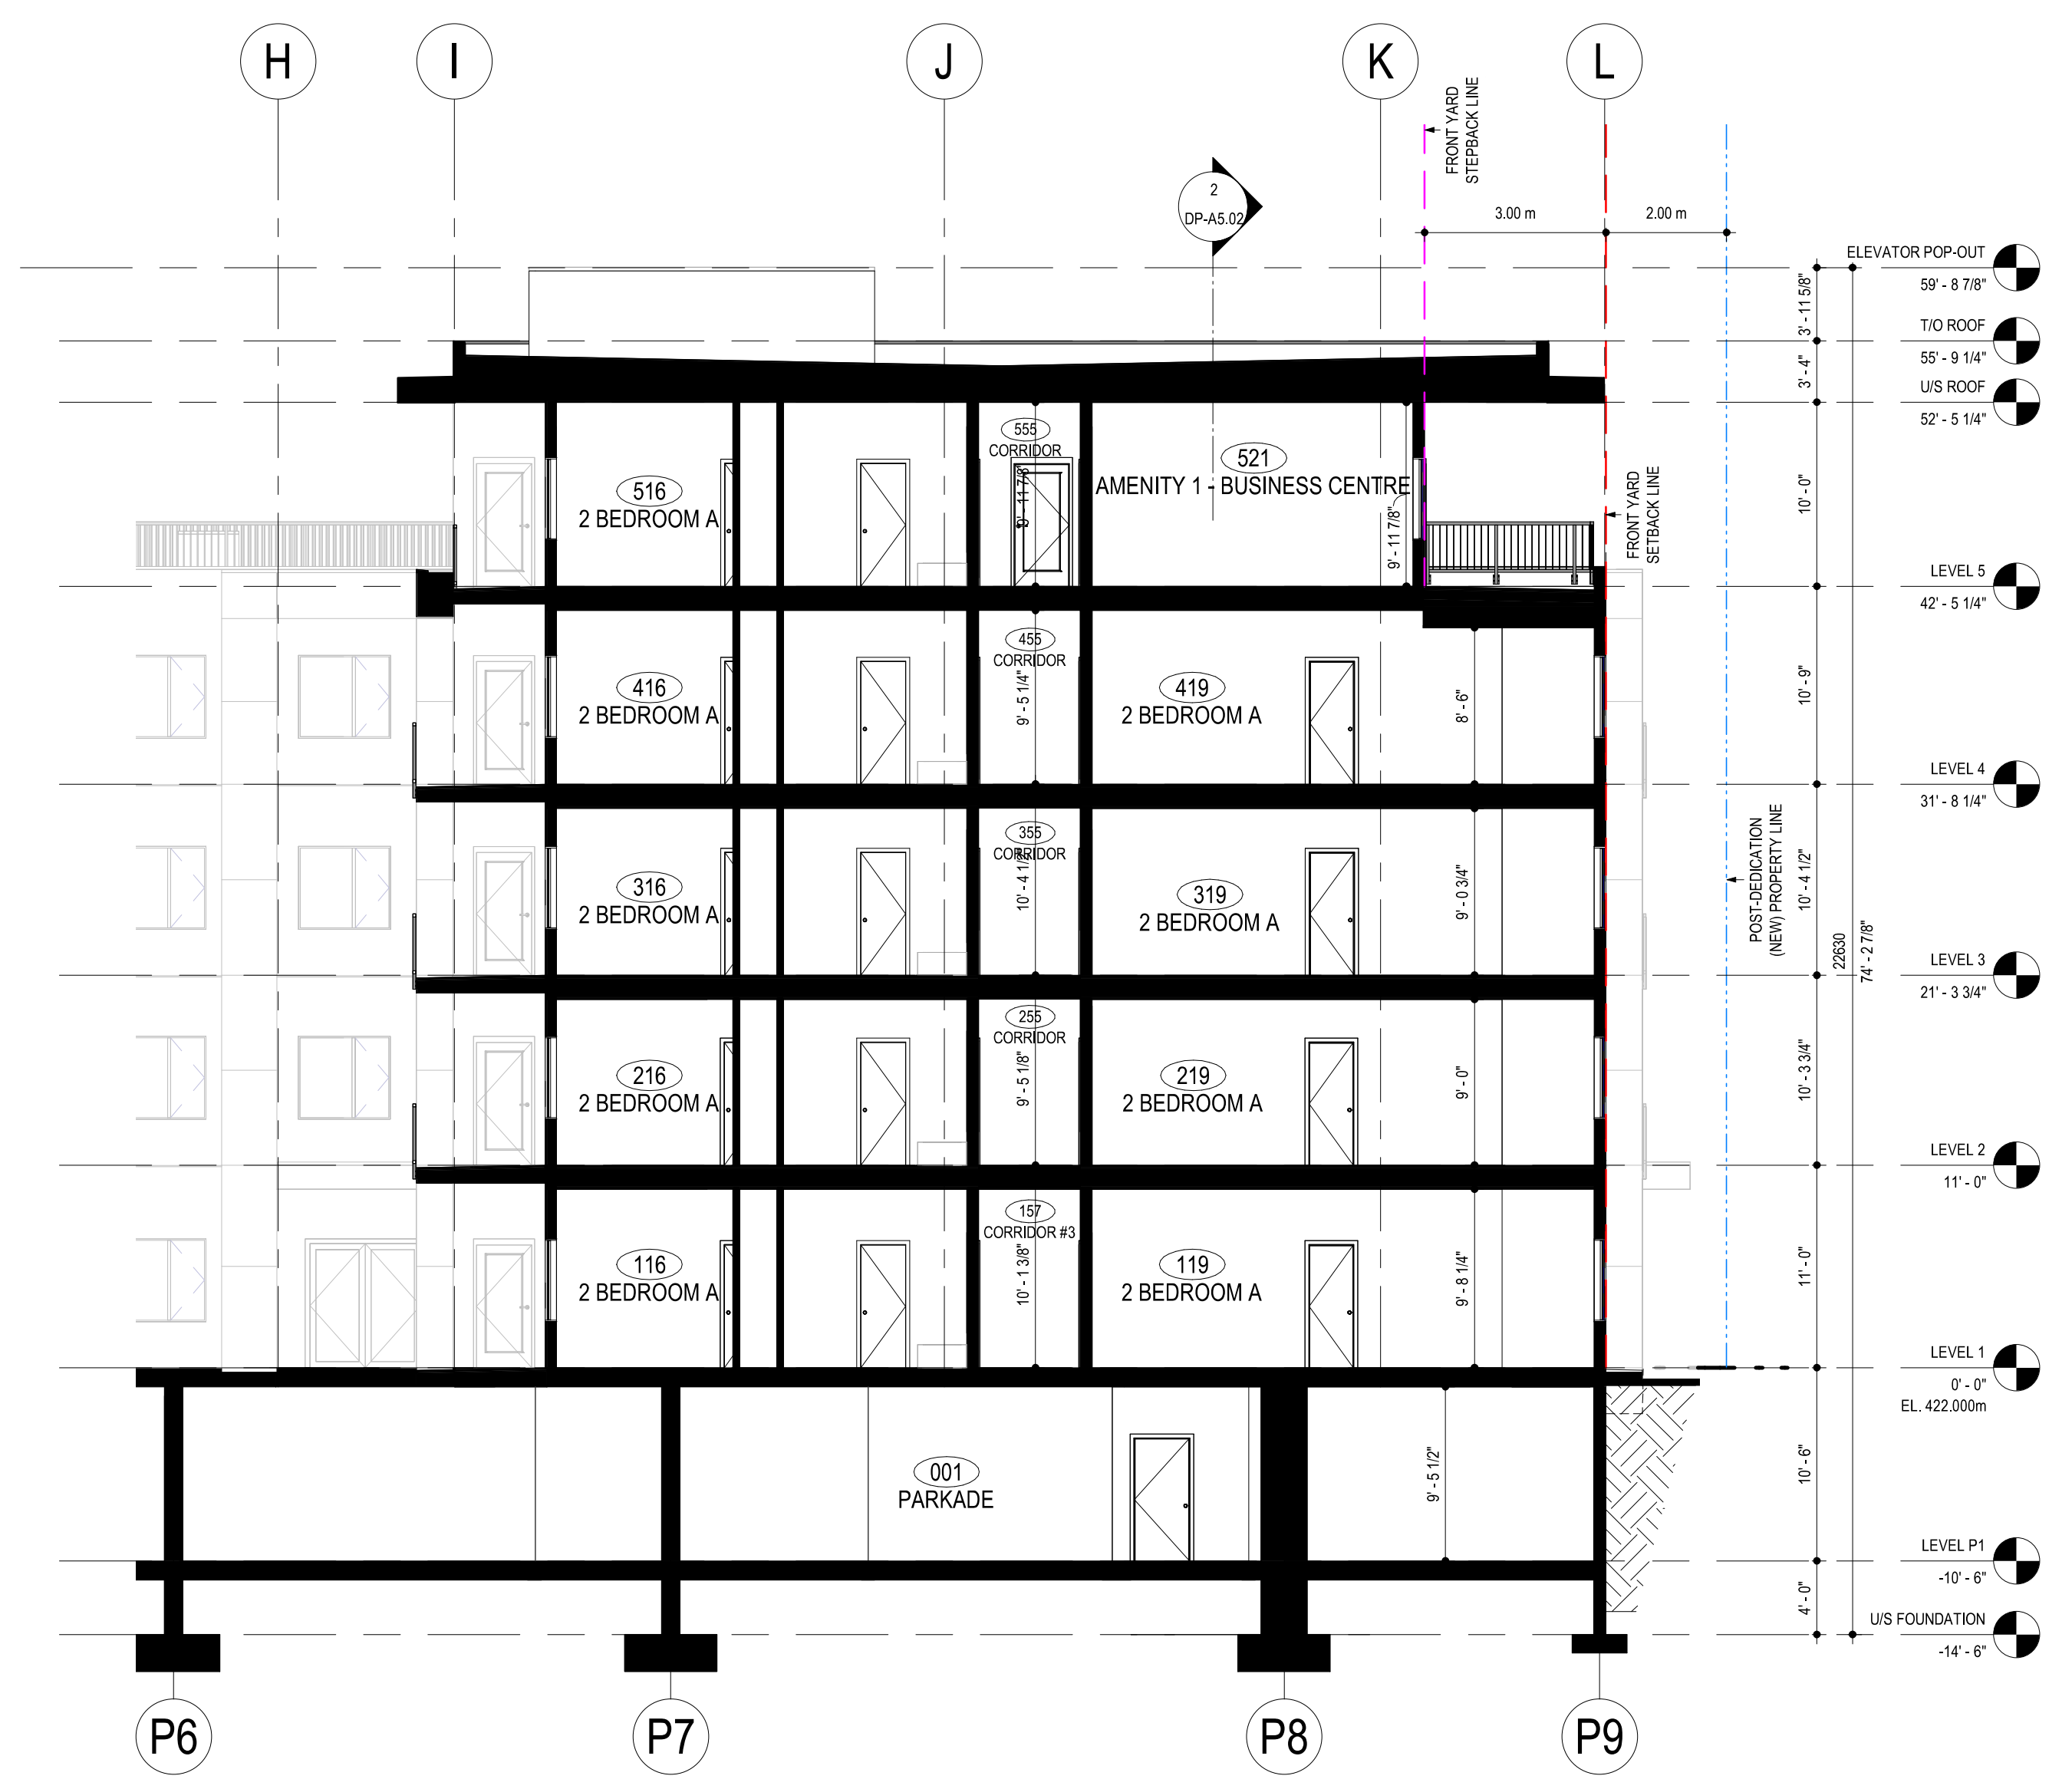 H
I
J
K
L
FRONT YARD
STEPBACK LINE
2
DP-A5.02
3.00 m
2.00 m
ELEVATOR POP-OUT
59' - 8 7/8"
3' - 11 5/8"
T/O ROOF
55' - 9 1/4"
3' - 4"
U/S ROOF
52' - 5 1/4"
555
CORRIDOR
9' - 11 7/8"
521
AMENITY 1 - BUSINESS CENTRE
516
2 BEDROOM A
9' - 11 7/8"
10' - 0"
FRONT YARD
SETBACK LINE
LEVEL 5
42' - 5 1/4"
455
CORRIDOR
9' - 5 1/4"
416
2 BEDROOM A
419
2 BEDROOM A
8' - 6"
10' - 9"
LEVEL 4
31' - 8 1/4"
355
CORRIDOR
10' - 4 1/2"
316
2 BEDROOM A
319
2 BEDROOM A
9' - 0 3/4"
POST-DEDICATION
(NEW) PROPERTY LINE
10' - 4 1/2"
22630
74' - 2 7/8"
LEVEL 3
21' - 3 3/4"
255
CORRIDOR
9' - 5 1/8"
216
2 BEDROOM A
219
2 BEDROOM A
9' - 0"
10' - 3 3/4"
LEVEL 2
11' - 0"
157
CORRIDOR #3
10' - 1 3/8"
116
2 BEDROOM A
119
2 BEDROOM A
9' - 8 1/4"
11' - 0"
LEVEL 1
0' - 0"
EL. 422.000m
001
PARKADE
9' - 5 1/2"
10' - 6"
LEVEL P1
-10' - 6"
4' - 0"
U/S FOUNDATION
-14' - 6"
P6
P7
P8
P9